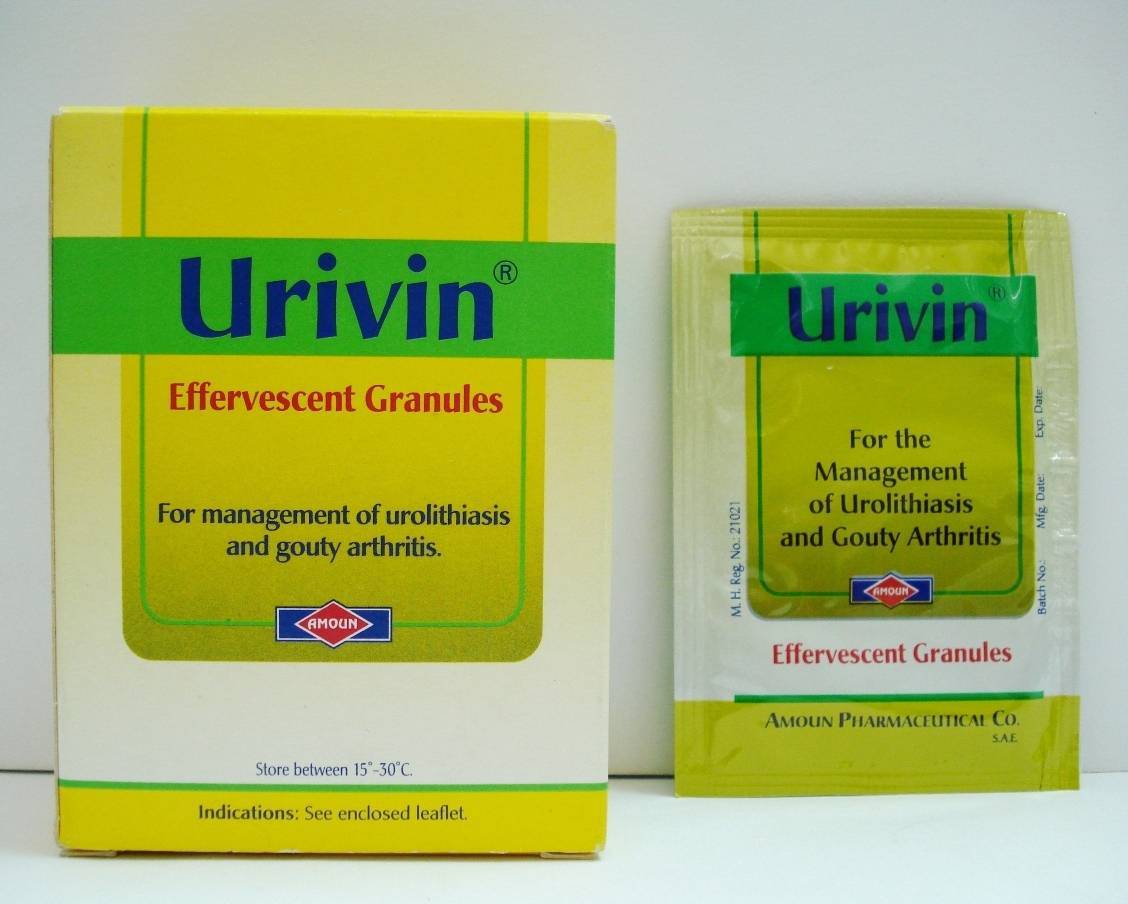 Urivin®
Effervescent Granules
For management of urolithiasis
and gouty arthritis.
AMOUN
Store between 15°-30°C.
Indications: See enclosed leaflet.
Urivin®
For the
Management
of Urolithiasis
and Gouty Arthritis
AMOUN
M. H. Reg. No.: 21021
Batch No.: Mfg. Date: Exp. Date:
Effervescent Granules
AMOUN PHARMACEUTICAL CO.
S.A.E.